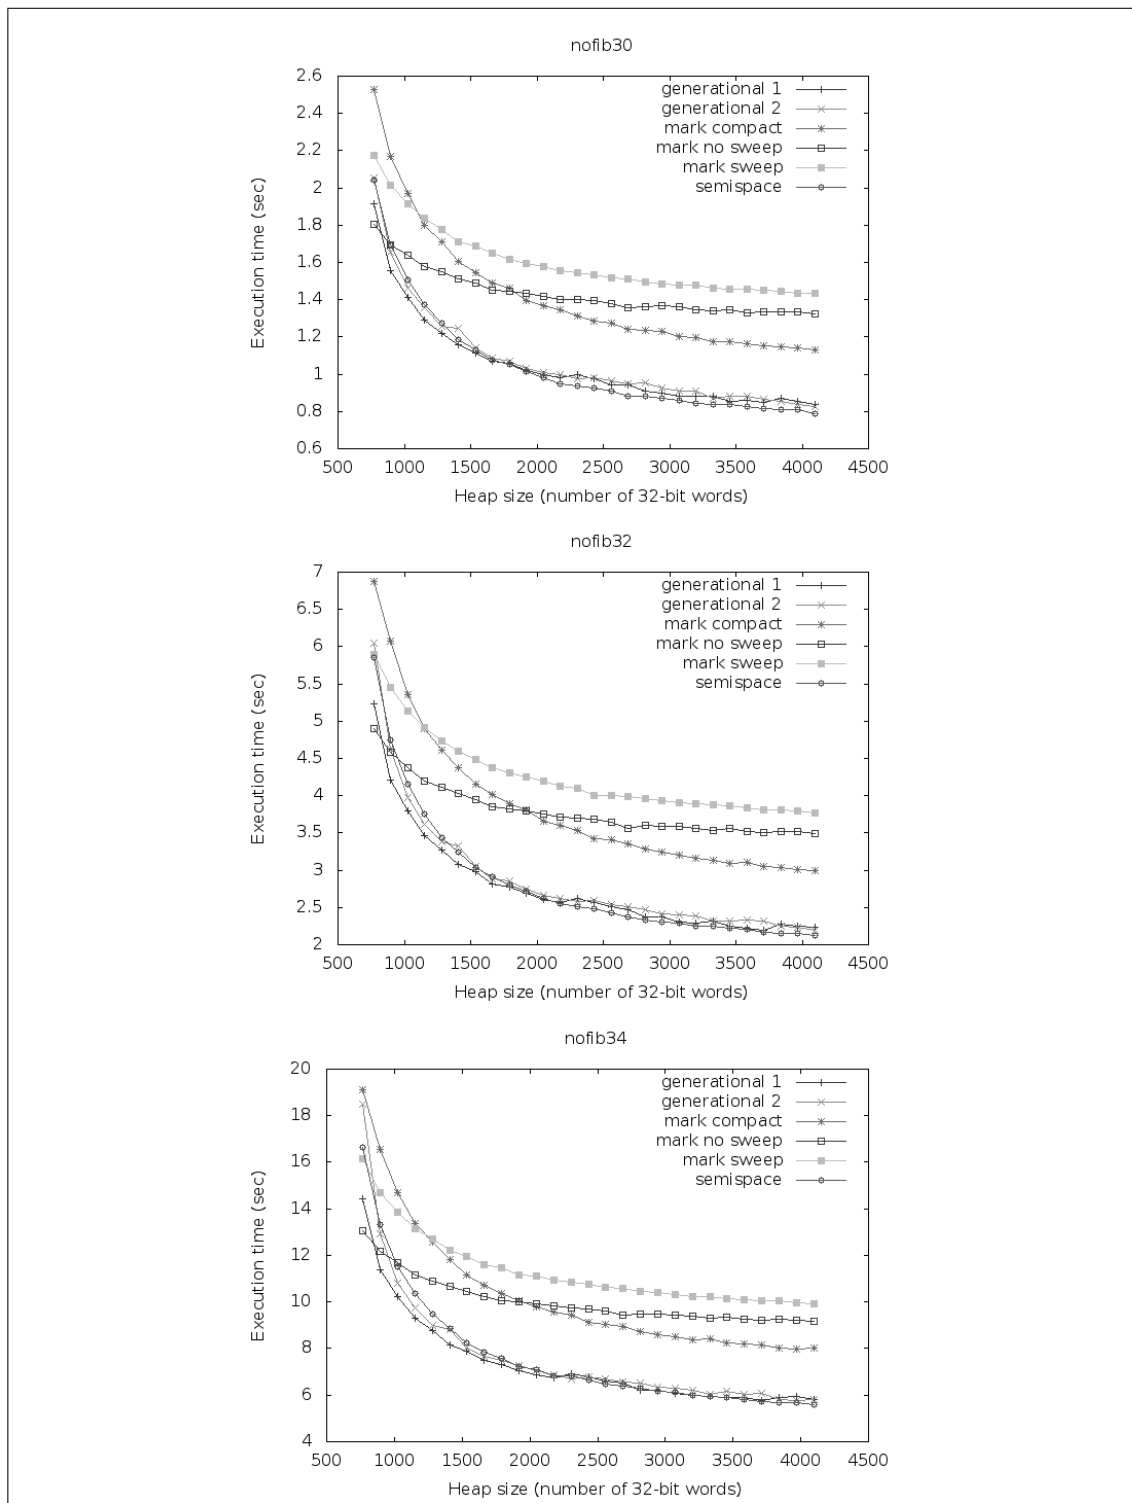 nofib30
2.6
2.4
2.2
2
1.8
1.6
1.4
1.2
1
0.8
0.6
generational 1
generational 2
mark compact
mark no sweep
mark sweep
semispace
Execution time (sec)
500 1000 1500 2000 2500 3000 3500 4000 4500
Heap size (number of 32-bit words)
nofib32
7
6.5
6
5.5
5
4.5
4
3.5
3
2.5
2
generational 1
generational 2
mark compact
mark no sweep
mark sweep
semispace
Execution time (sec)
500 1000 1500 2000 2500 3000 3500 4000 4500
Heap size (number of 32-bit words)
nofib34
20
18
16
14
12
10
8
6
4
generational 1
generational 2
mark compact
mark no sweep
mark sweep
semispace
Execution time (sec)
500 1000 1500 2000 2500 3000 3500 4000 4500
Heap size (number of 32-bit words)